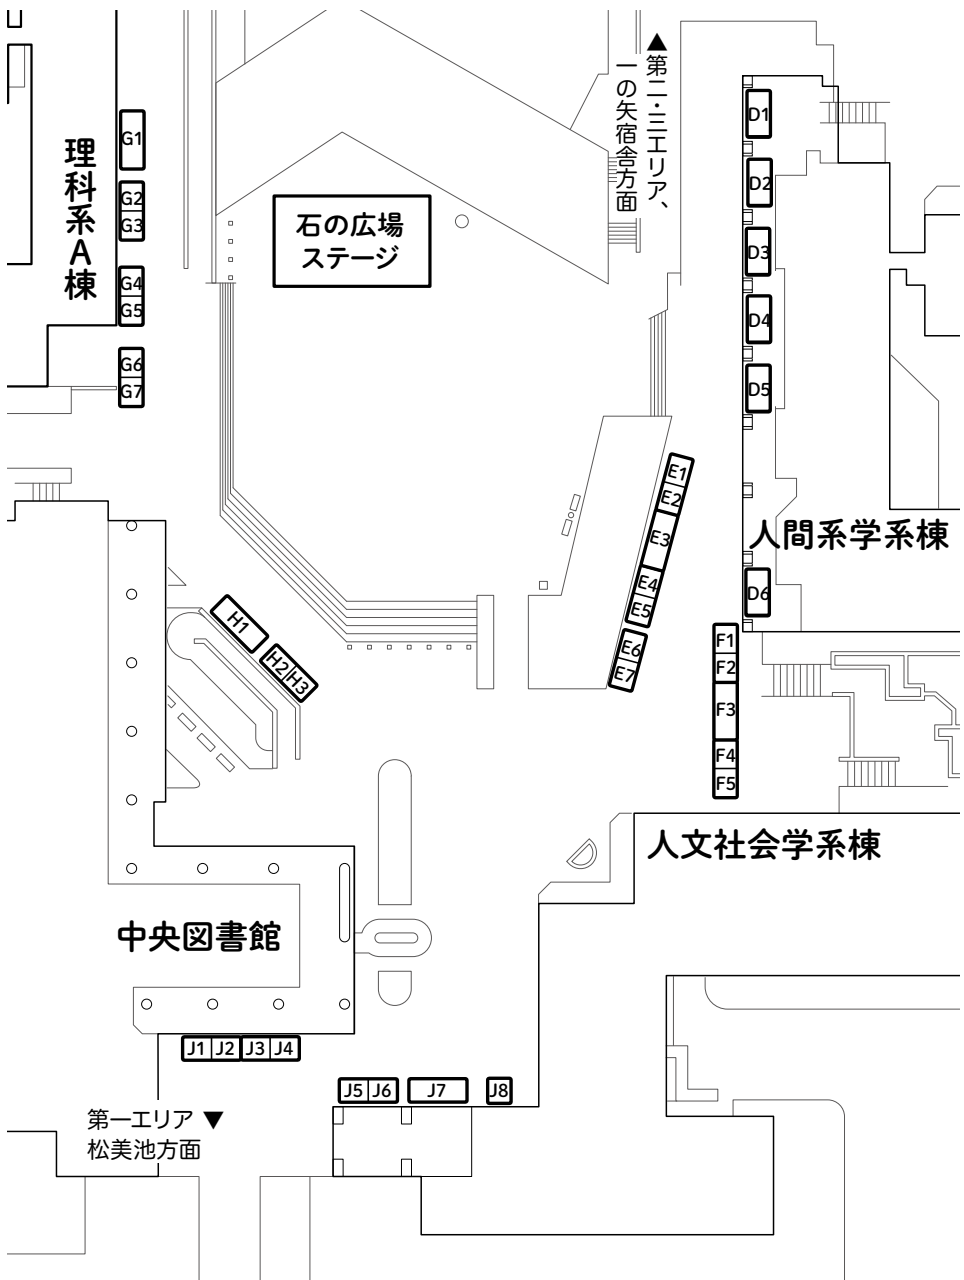 ▲第二・三エリア、
一の矢宿舎方面
理科系A棟
石の広場
ステージ
G1
G2
G3
G4
G5
G6
G7
D1
D2
D3
D4
D5
D6
人間系学系棟
E1
E2
E3
E4
E5
E6
E7
F1
F2
F3
F4
F5
人文社会学系棟
H1
H2
H3
中央図書館
J1
J2
J3
J4
J5
J6
J7
J8
第一エリア ▼
松美池方面